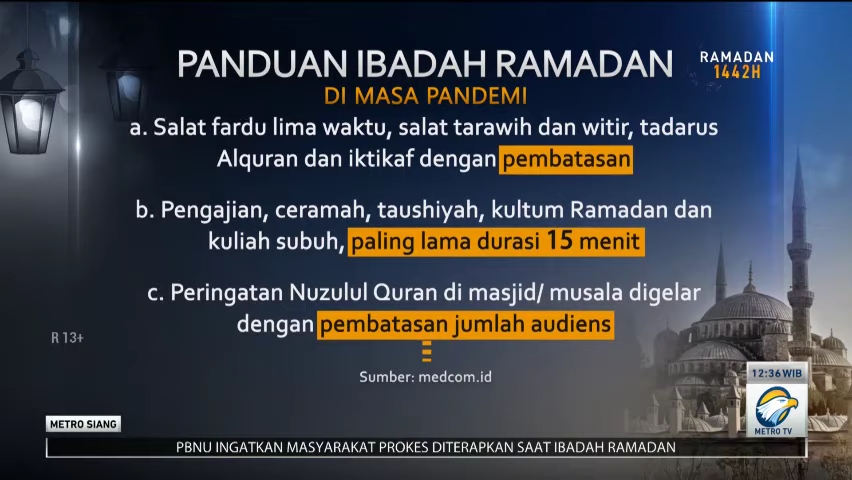 PANDUAN IBADAH RAMADAN
DI MASA PANDEMI
RAMADAN
1442H
a. Salat fardu lima waktu, salat tarawih dan witir, tadarus
Alquran dan iktikaf dengan pembatasan
b. Pengajian, ceramah, taushiyah, kultum Ramadan dan
kuliah subuh, paling lama durasi 15 menit
c. Peringatan Nuzulul Quran di masjid/ musala digelar
dengan pembatasan jumlah audiens
R 13+
Sumber: medcom.id
12:36 WIB
METRO TV
METRO SIANG
PBNU INGATKAN MASYARAKAT PROKES DITERAPKAN SAAT IBADAH RAMADAN